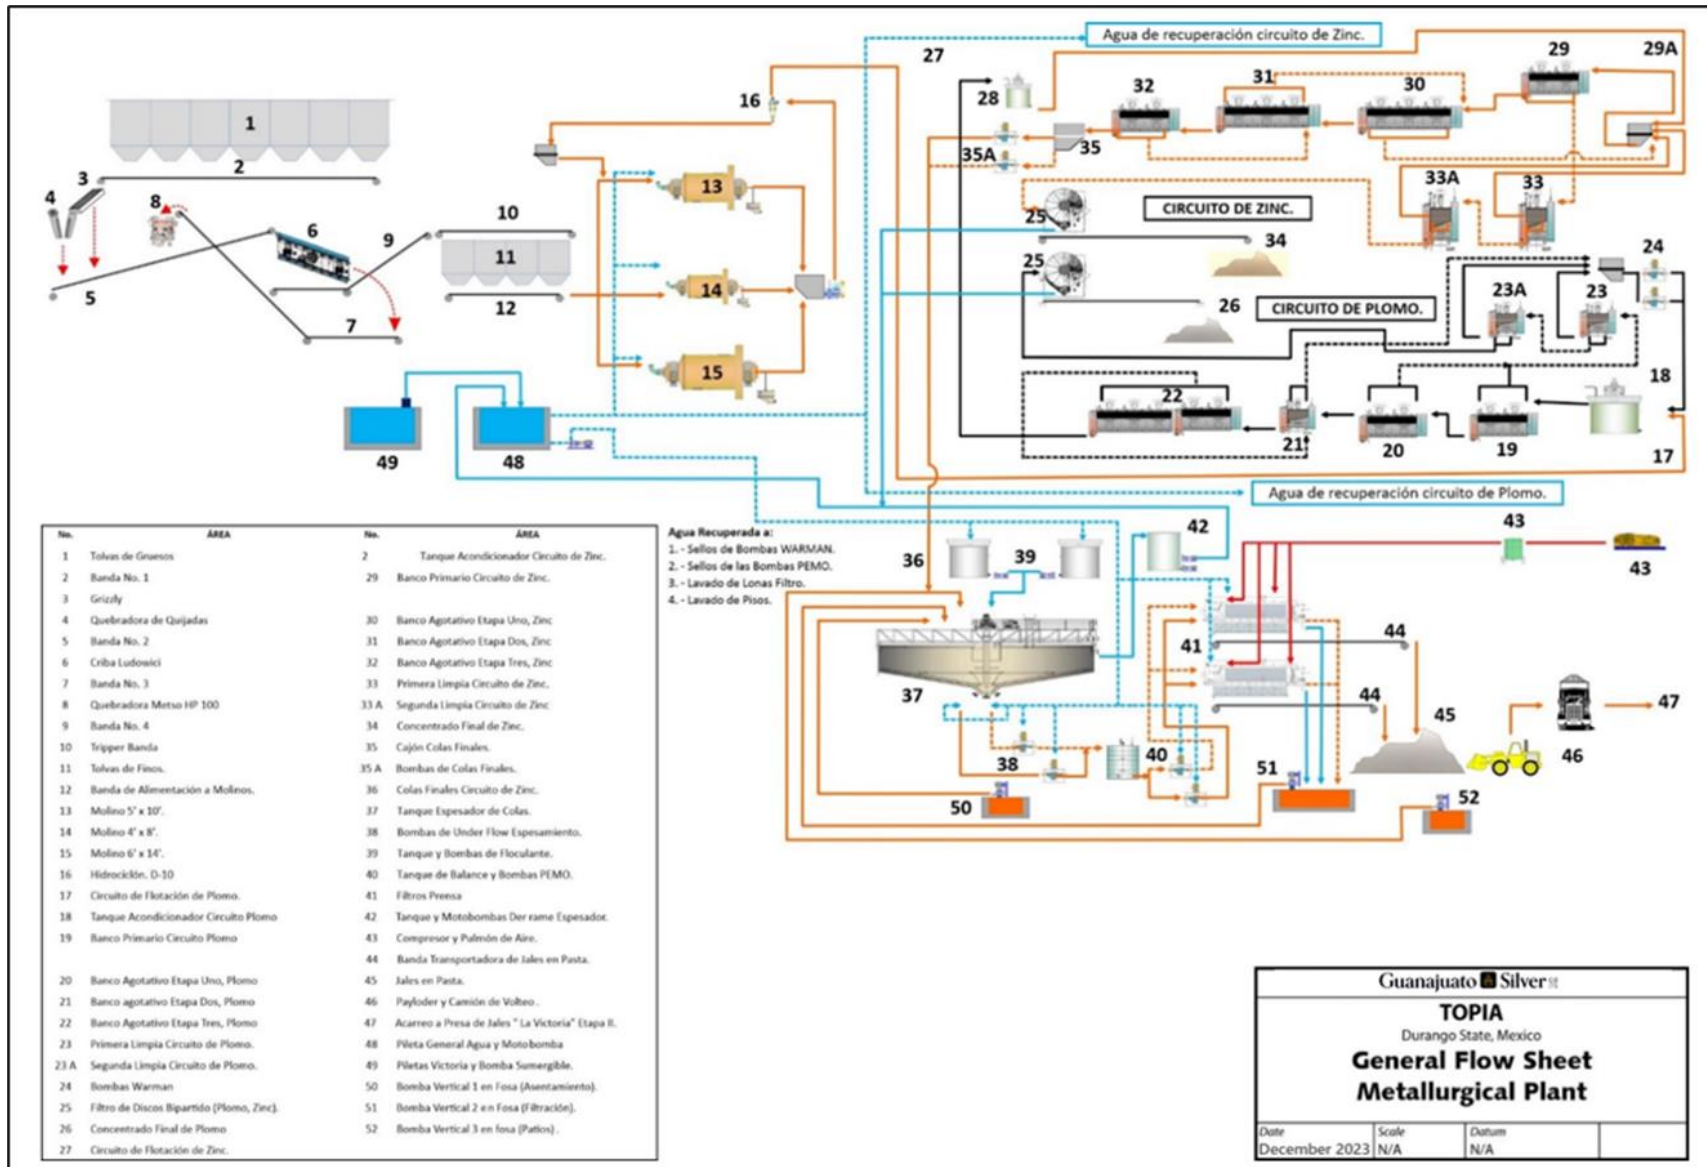 Agua de recuperación circuito de Zinc.
27
29
29A
28
32
31
30
16
1
2
3
4
8
6
9
10
11
12
5
7
13
14
15
35
35A
33A
33
25
CIRCUITO DE ZINC.
34
24
25
23A
23
26
CIRCUITO DE PLOMO.
18
22
21
20
19
17
49
48
Agua de recuperación circuito de Plomo.
No. ÁREA No. ÁREA
1 Tolvas de Gruesos 2 Tanque Acondicionador Circuito de Zinc.
2 Banda No. 1 29 Banco Primario Circuito de Zinc.
3 Grizzly
4 Quebradora de Quijadas 30 Banco Agotativo Etapa Uno, Zinc
5 Banda No. 2 31 Banco Agotativo Etapa Dos, Zinc
6 Criba Ludowici 32 Banco Agotativo Etapa Tres, Zinc
7 Banda No. 3 33 Primera Limpia Circuito de Zinc.
8 Quebradora Metso HP 100 33 A Segunda Limpia Circuito de Zinc
9 Banda No. 4 34 Concentrado Final de Zinc.
10 Tripper Banda 35 Cajón Colas Finales.
11 Tolvas de Finos. 35 A Bombas de Colas Finales.
12 Banda de Alimentación a Molinos. 36 Colas Finales Circuito de Zinc.
13 Molino 5' x 10'. 37 Tanque Espesador de Colas.
14 Molino 4' x 8'. 38 Bombas de Under Flow Espesamiento.
15 Molino 6' x 14'. 39 Tanque y Bombas de Floculante.
16 Hidrociclón. D-10 40 Tanque de Balance y Bombas PEMO.
17 Circuito de Flotación de Plomo. 41 Filtros Prensa
18 Tanque Acondicionador Circuito Plomo 42 Tanque y Motobombas Der rame Espesador.
19 Banco Primario Circuito Plomo 43 Compresor y Pulmón de Aire.
44 Banda Transportadora de Jales en Pasta.
20 Banco Agotativo Etapa Uno, Plomo 45 Jales en Pasta.
21 Banco agotativo Etapa Dos, Plomo 46 Payloder y Camión de Volteo .
22 Banco Agotativo Etapa Tres, Plomo 47 Acarreo a Presa de Jales " La Victoria" Etapa II.
23 Primera Limpia Circuito de Plomo. 48 Pileta General Agua y Motobomba
23 A Segunda Limpia Circuito de Plomo. 49 Piletas Victoria y Bomba Sumergible.
24 Bombas Warman 50 Bomba Vertical 1 en Fosa (Asentamiento).
25 Filtro de Discos Bipartido (Plomo, Zinc). 51 Bomba Vertical 2 en Fosa (Filtración).
26 Concentrado Final de Plomo 52 Bomba Vertical 3 en fosa (Patios) .
27 Circuito de Flotación de Zinc.
Agua Recuperada a:
1. - Sellos de Bombas WARMAN.
2. - Sellos de las Bombas PEMO.
3. - Lavado de Lonas Filtro.
4. - Lavado de Pisos.
36
39
42
43
43
41
44
44
37
38
40
45
46
47
50
51
52
Guanajuato Silver
TOPIA
Durango State, Mexico
General Flow Sheet
Metallurgical Plant
Date Scale Datum
December 2023 N/A N/A